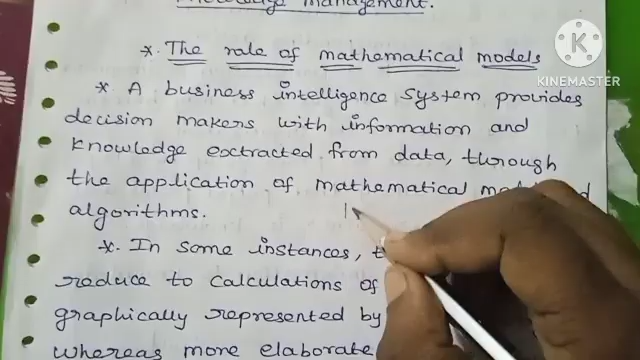 Knowledge Management.
* The role of mathematical models
KINEMASTER
* A business intelligence system provides
decision makers with information and
knowledge extracted from data, through
the application of mathematical
algorithms.
* In some instances,
reduce to calculations of
graphically represented by
whereas more elaborate